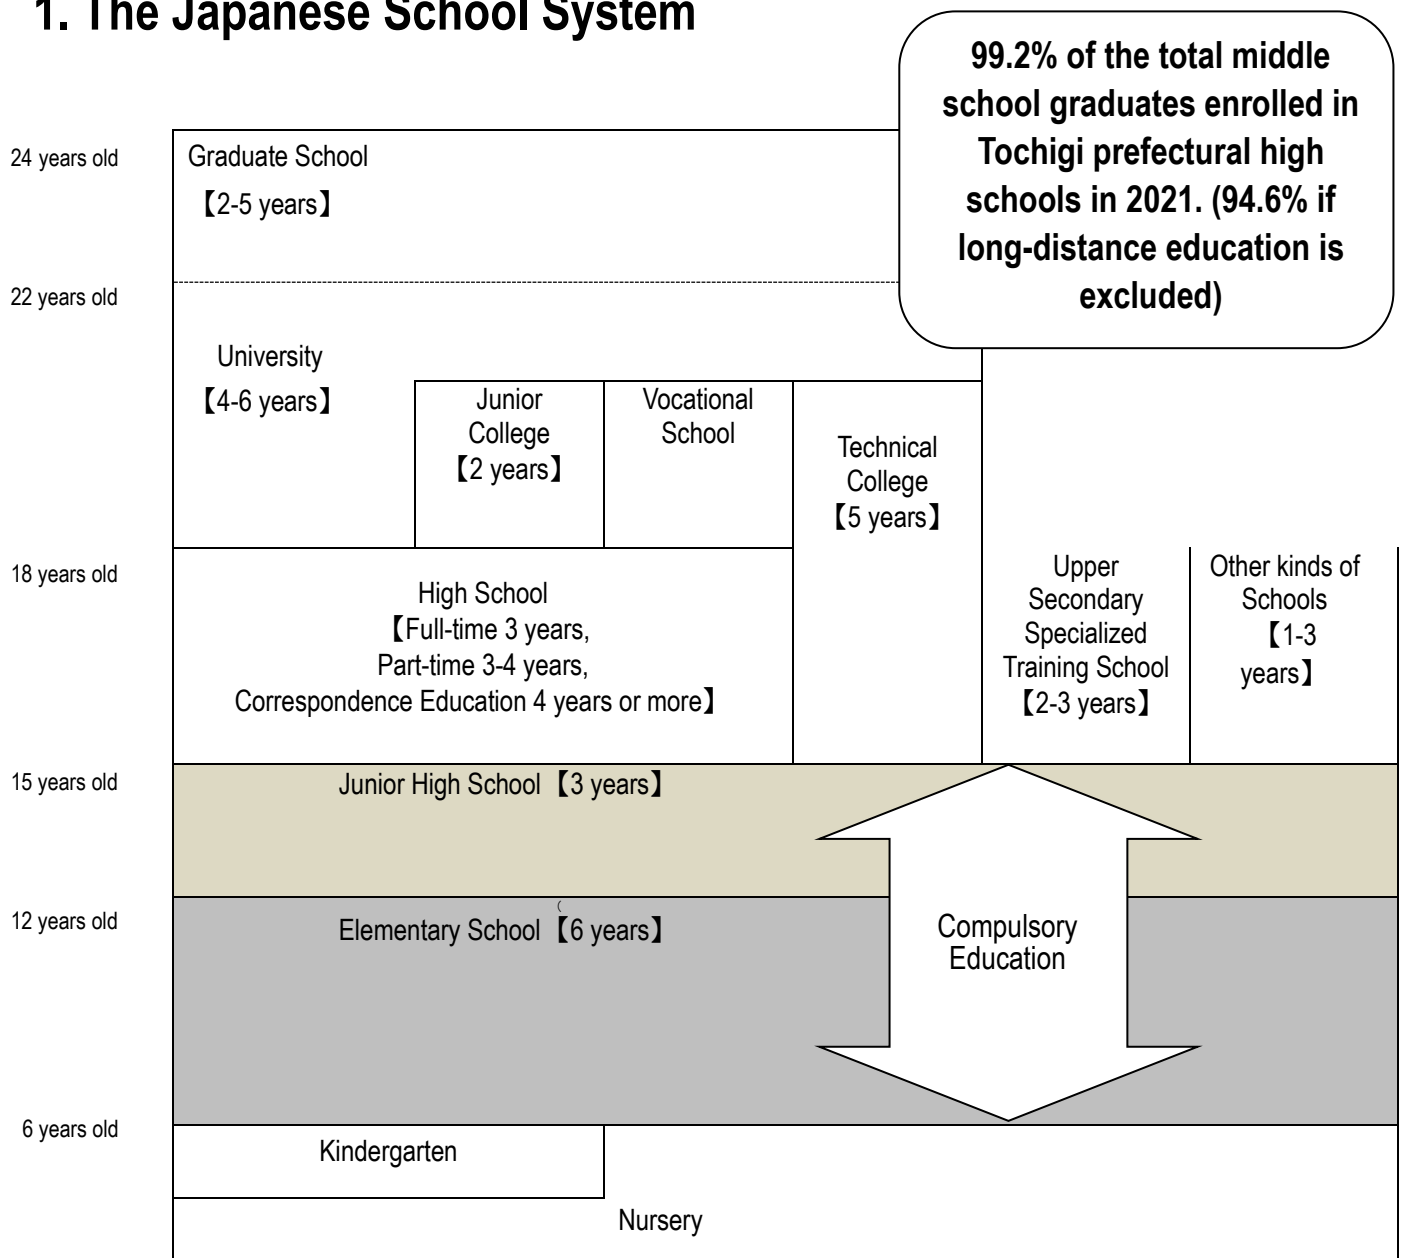 1. The Japanese School System
99.2% of the total middle
school graduates enrolled in
Tochigi prefectural high
schools in 2021. (94.6% if
long-distance education is
excluded)
24 years old
Graduate School
【2-5 years】
22 years old
University
【4-6 years】
Junior
College
【2 years】
Vocational
School
Technical
College
【5 years】
18 years old
High School
【Full-time 3 years,
Part-time 3-4 years,
Correspondence Education 4 years or more】
Upper
Secondary
Specialized
Training School
【2-3 years】
Other kinds of
Schools
【1-3
years】
15 years old
Junior High School【3 years】
12 years old
(
Elementary School【6 years】
Compulsory
Education
6 years old
Kindergarten
Nursery